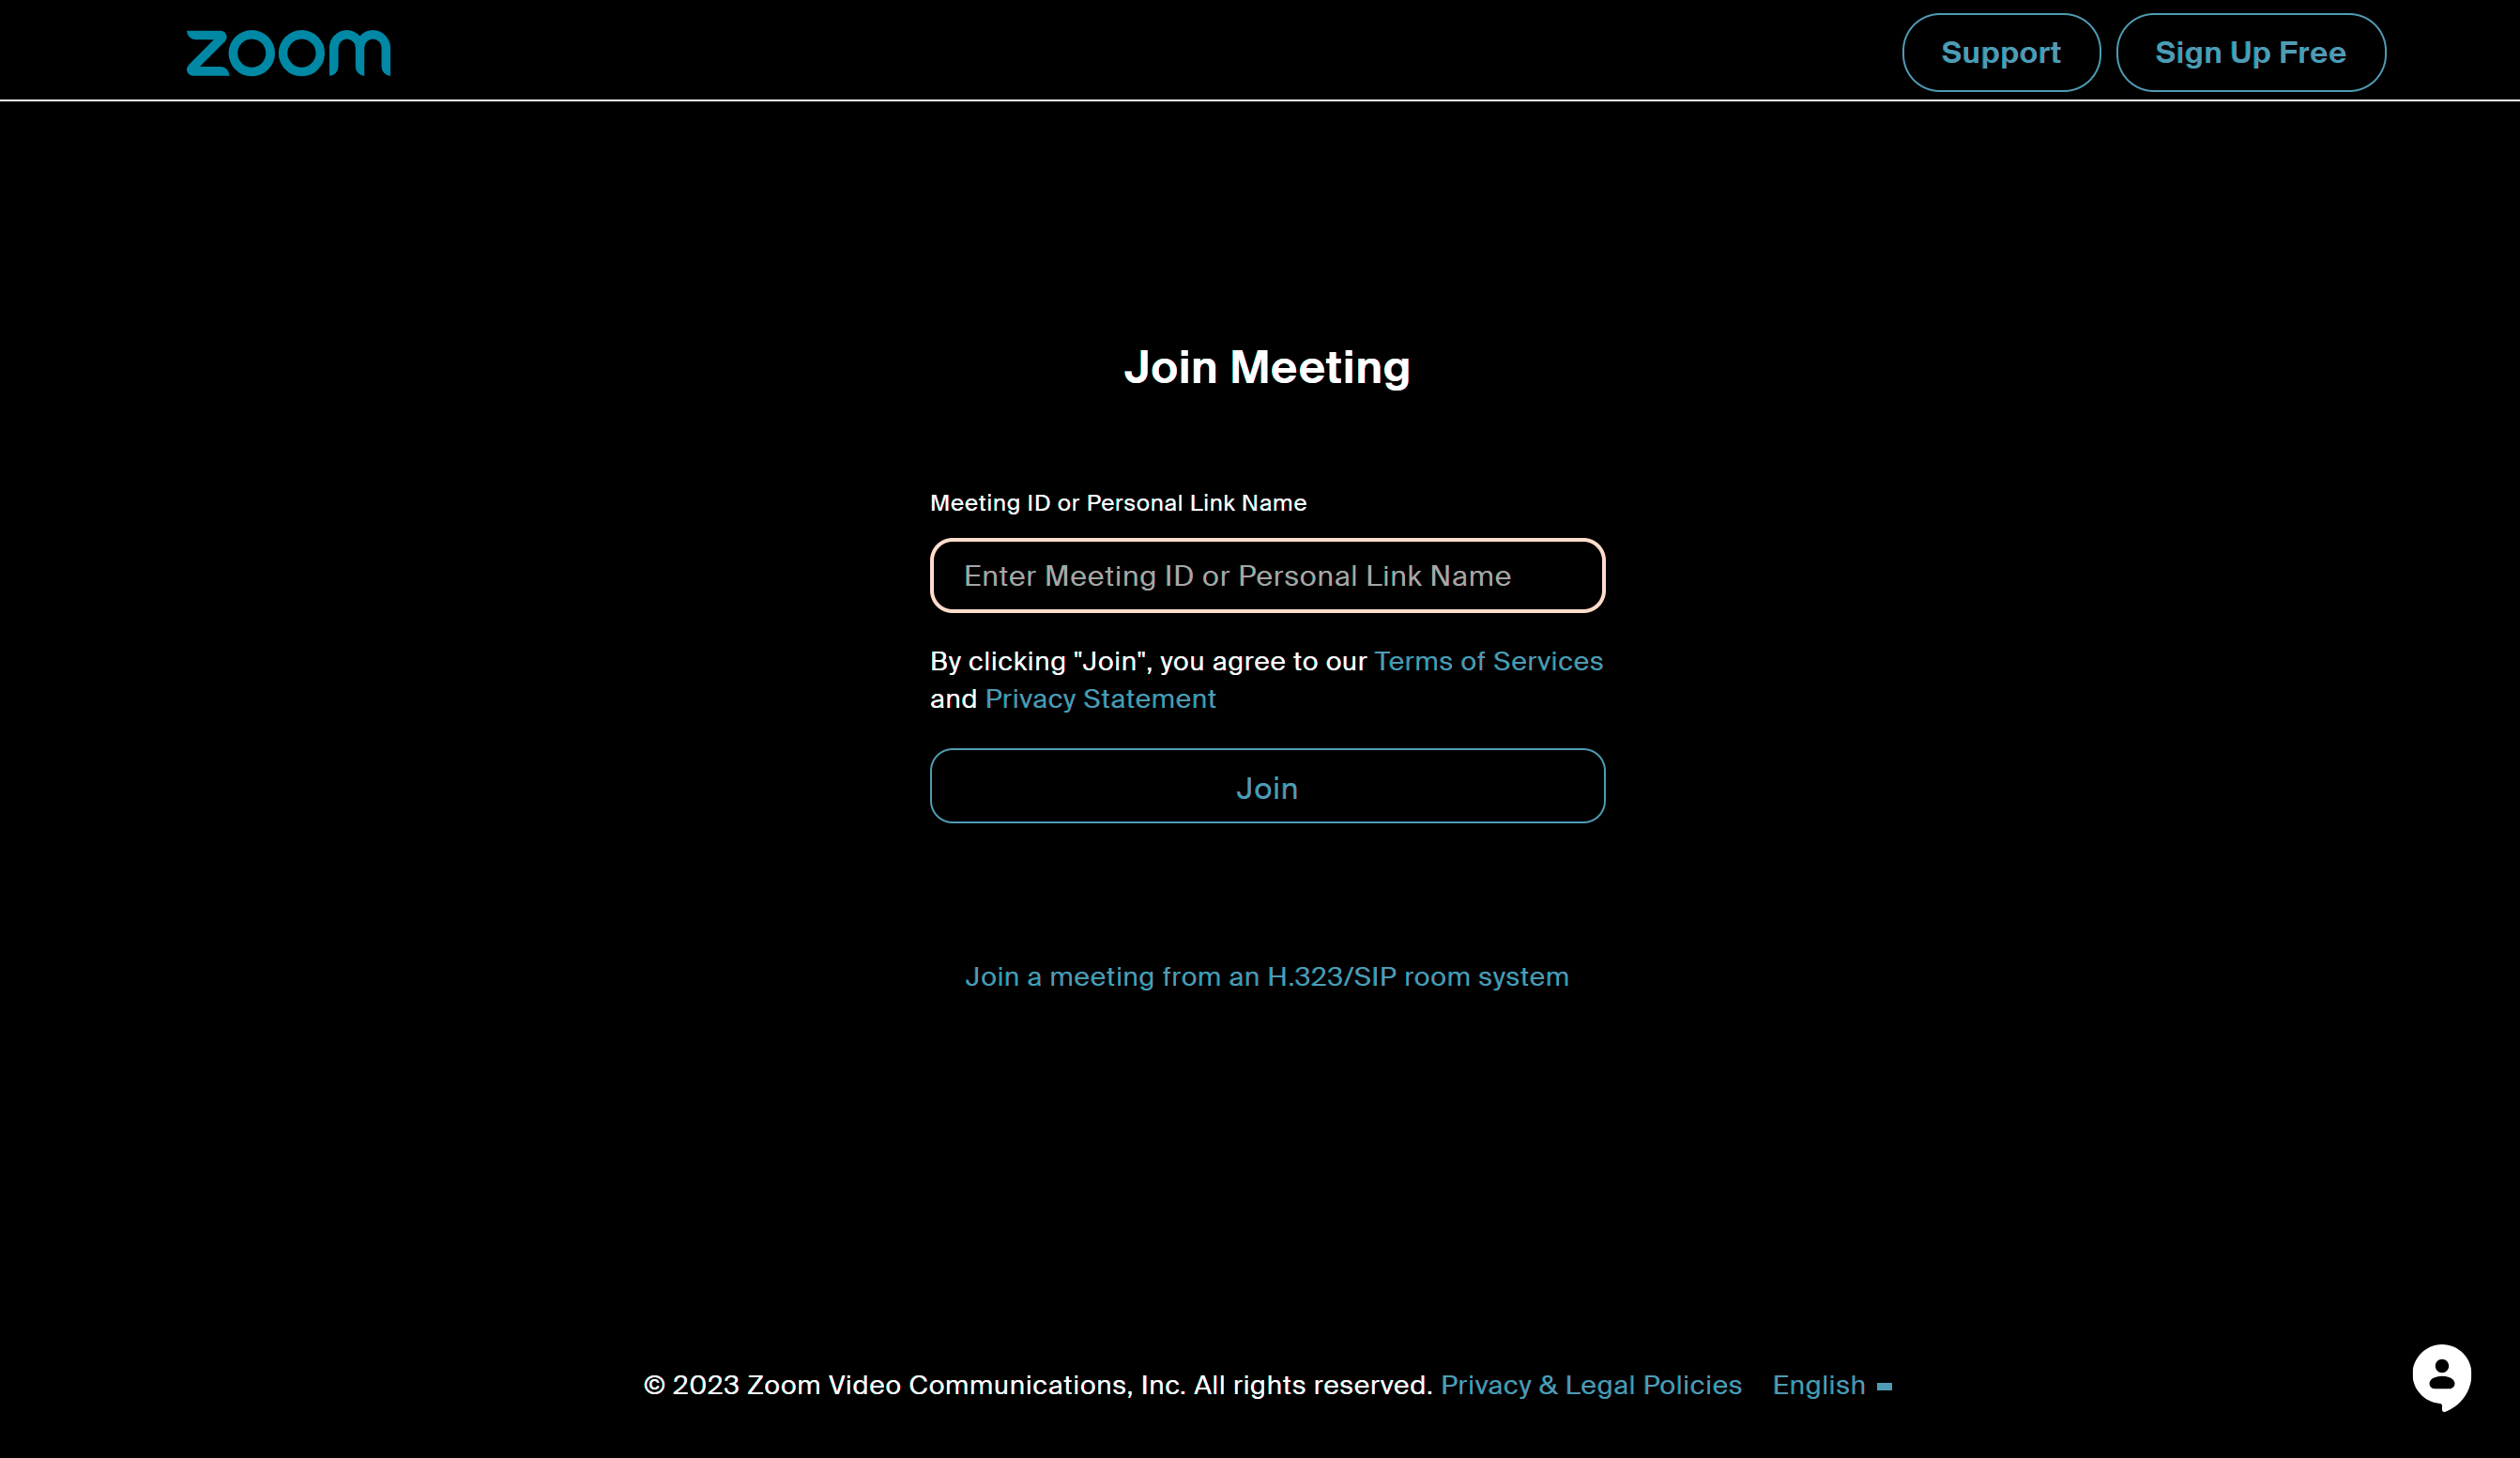 zoom
Support
Sign Up Free
Join Meeting
Meeting ID or Personal Link Name
Enter Meeting ID or Personal Link Name
By clicking "Join", you agree to our Terms of Services
and Privacy Statement
Join
Join a meeting from an H.323/SIP room system
© 2023 Zoom Video Communications, Inc. All rights reserved. Privacy & Legal Policies English